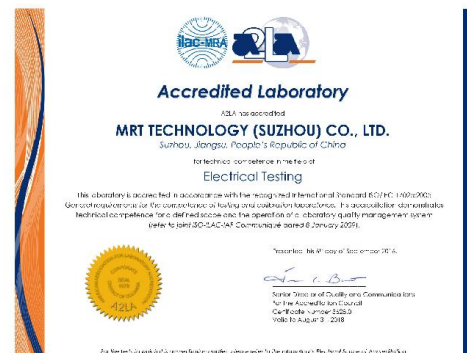 ilac-MRA
A2LA
Accredited Laboratory
A2LA has accredited
MRT TECHNOLOGY (SUZHOU) CO., LTD.
Suzhou, Jiangsu, People's Republic of China
for technical competence in the field of
Electrical Testing
This laboratory is accredited in accordance with the recognized International Standard ISO/IEC 17025:2005
General requirements for the competence of testing and calibration laboratories. This accreditation demonstrates
technical competence for a defined scope and the operation of a laboratory quality management system
(refer to joint ISO-ILAC-IAF Communiqué dated 8 January 2009).
Presented this day of September 2016.
Senior Director of Quality and Communications
For the Accreditation Council
Certificate Number
Valid to August 31, 2018
A2LA